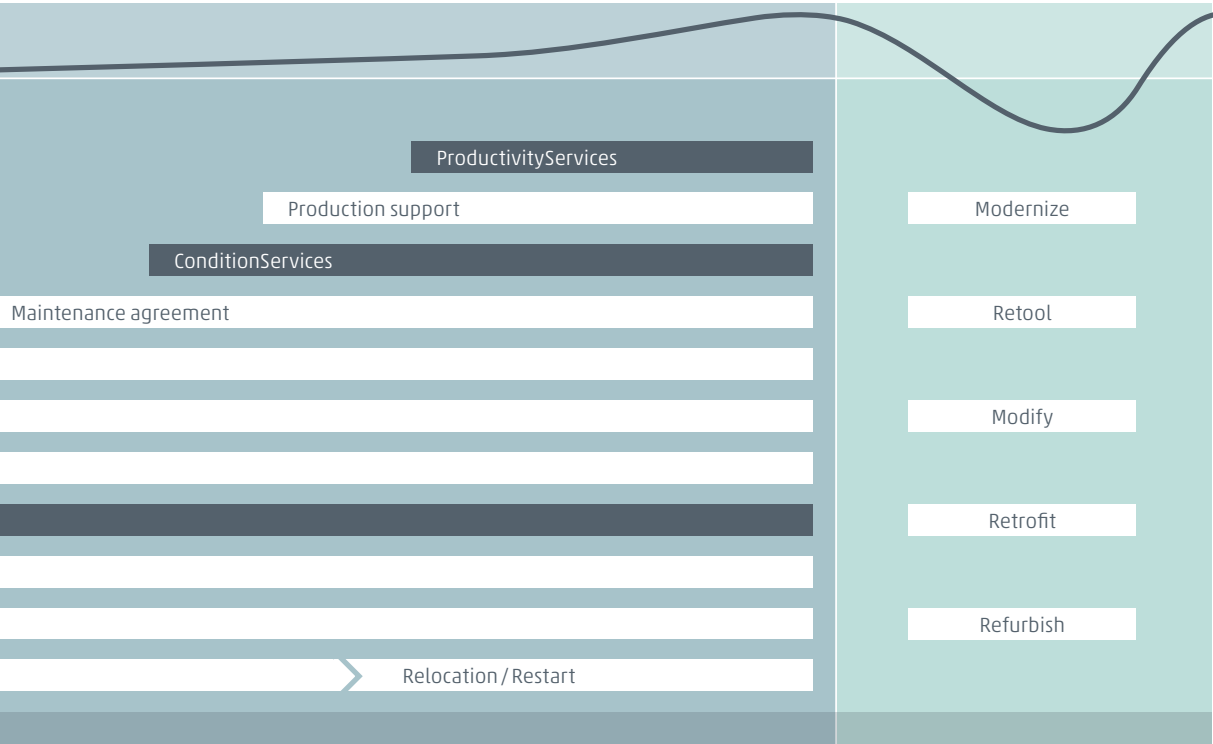 ProductivityServices
Production support
Modernize
ConditionServices
Maintenance agreement
Retool
Modify
Retrofit
Refurbish
Relocation / Restart